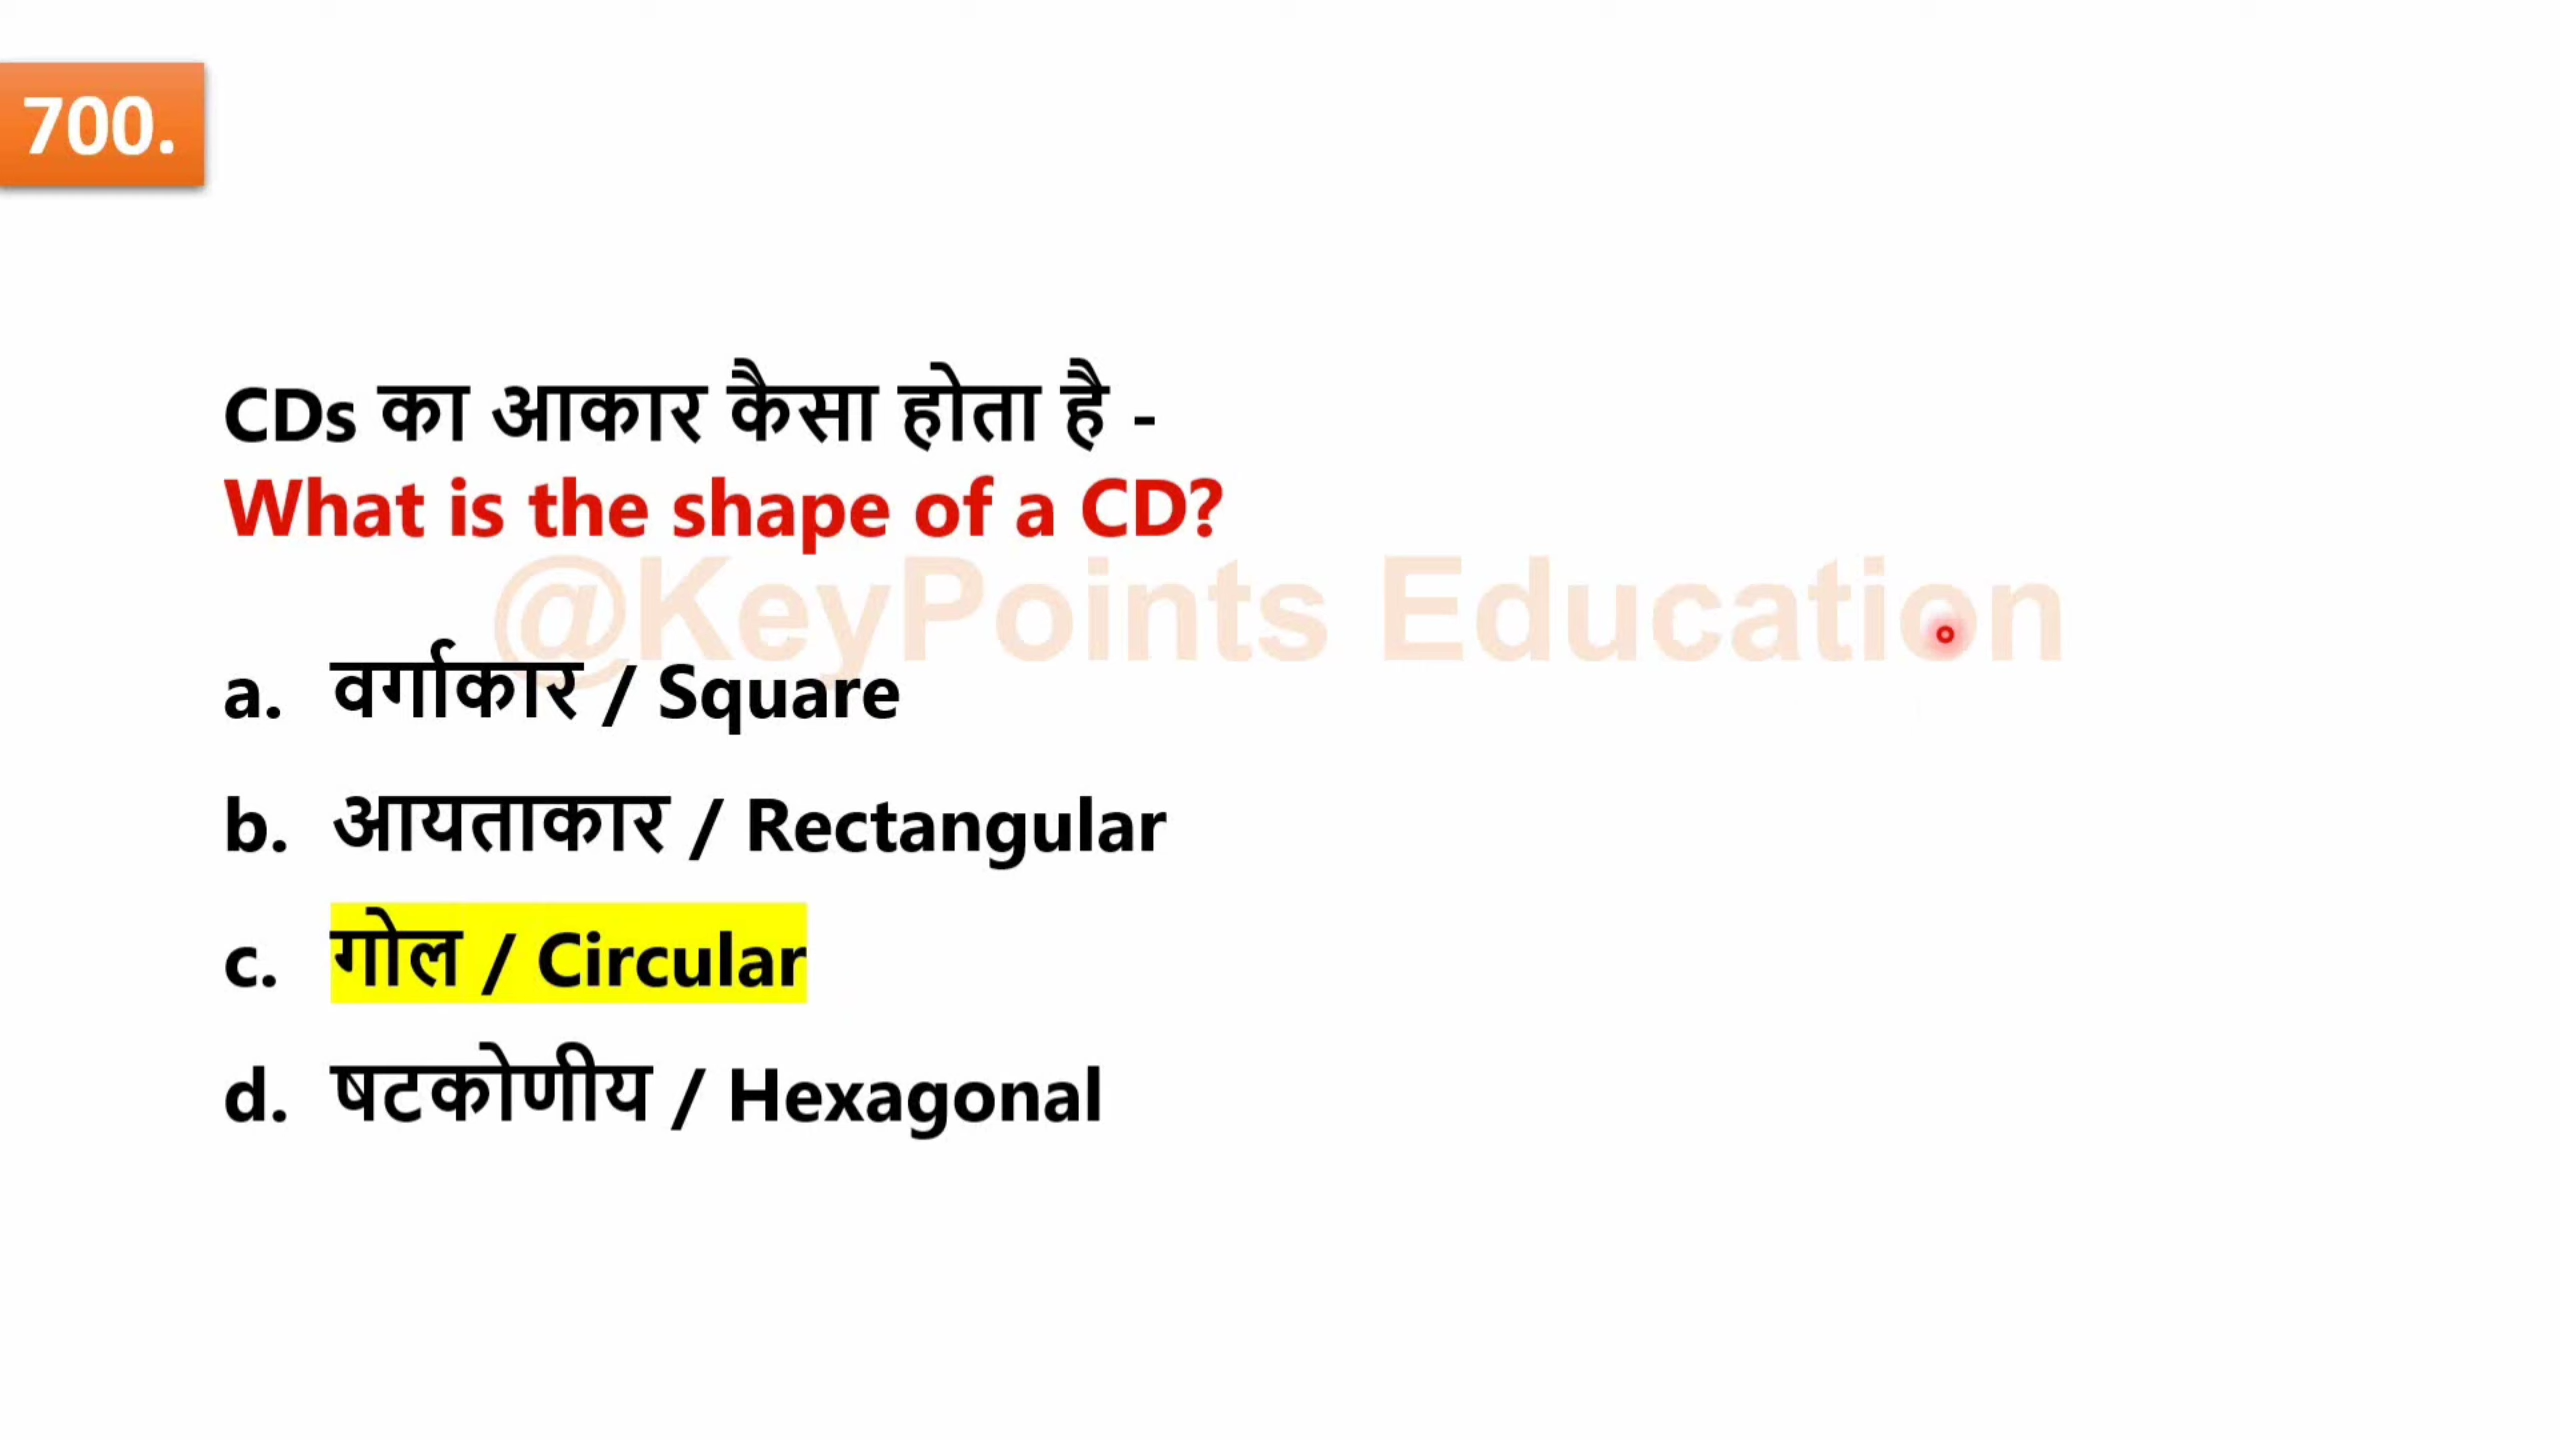 700.
CDs का आकार कैसा होता है -
What is the shape of a CD?
@KeyPoints Education
a. वर्गाकार / Square
b. आयताकार / Rectangular
c. गोल / Circular
d. षटकोणीय / Hexagonal